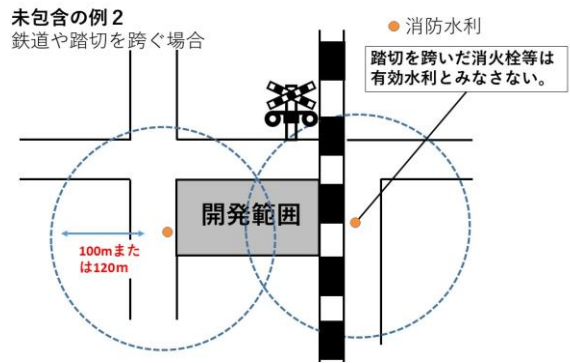 未包含の例２
鉄道や踏切を跨ぐ場合
消防水利
踏切を跨いだ消火栓等は
有効水利とみなさない。
開発範囲
100mまた
は120m